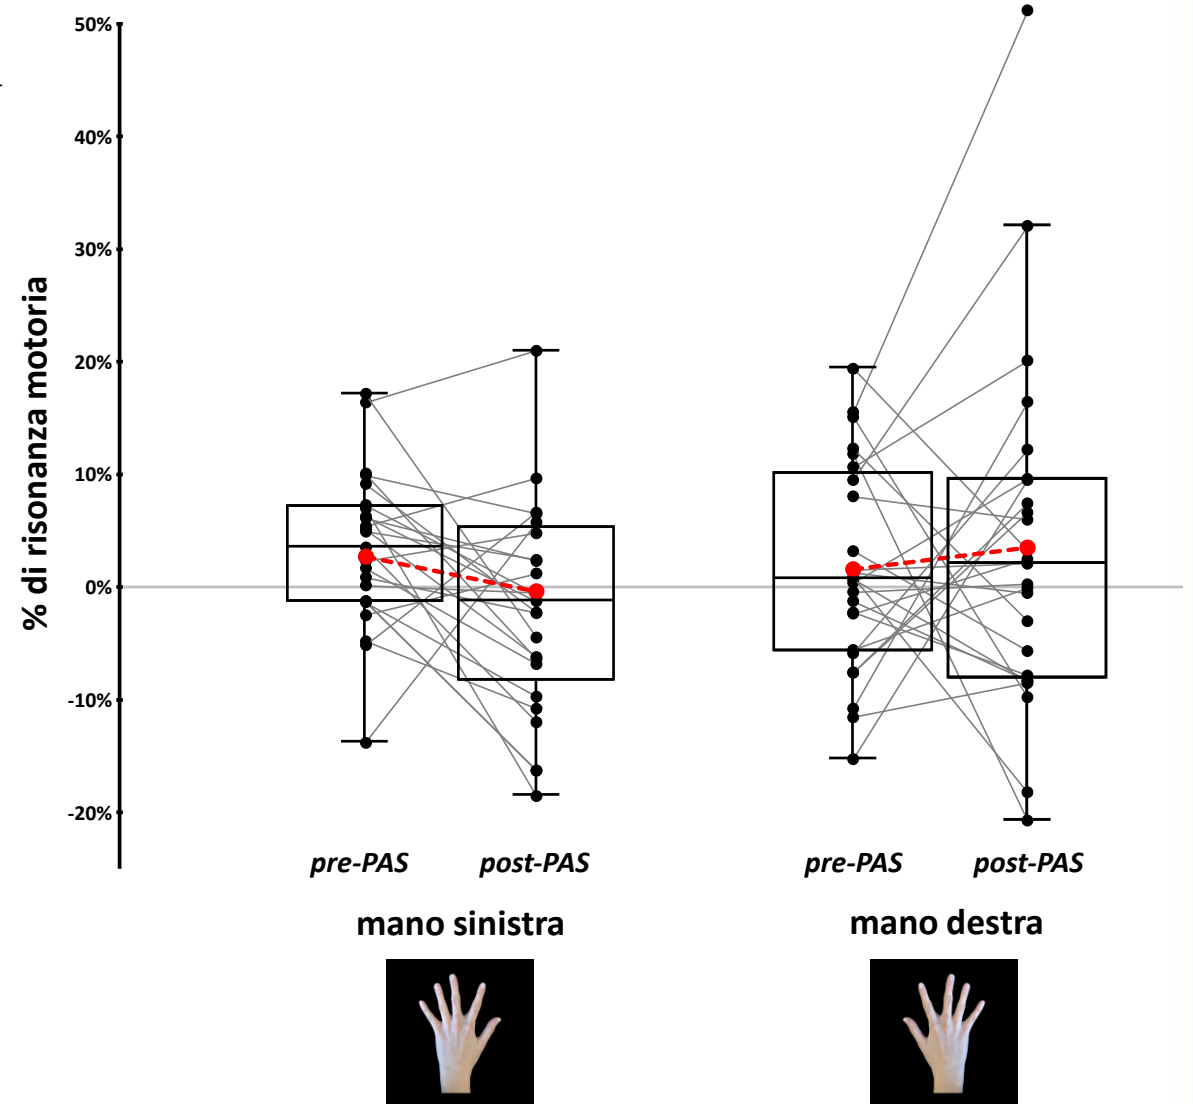 50%
40%
30%
20%
10%
0%
-10%
-20%
% di risonanza motoria
pre-PAS post-PAS pre-PAS post-PAS
mano sinistra mano destra